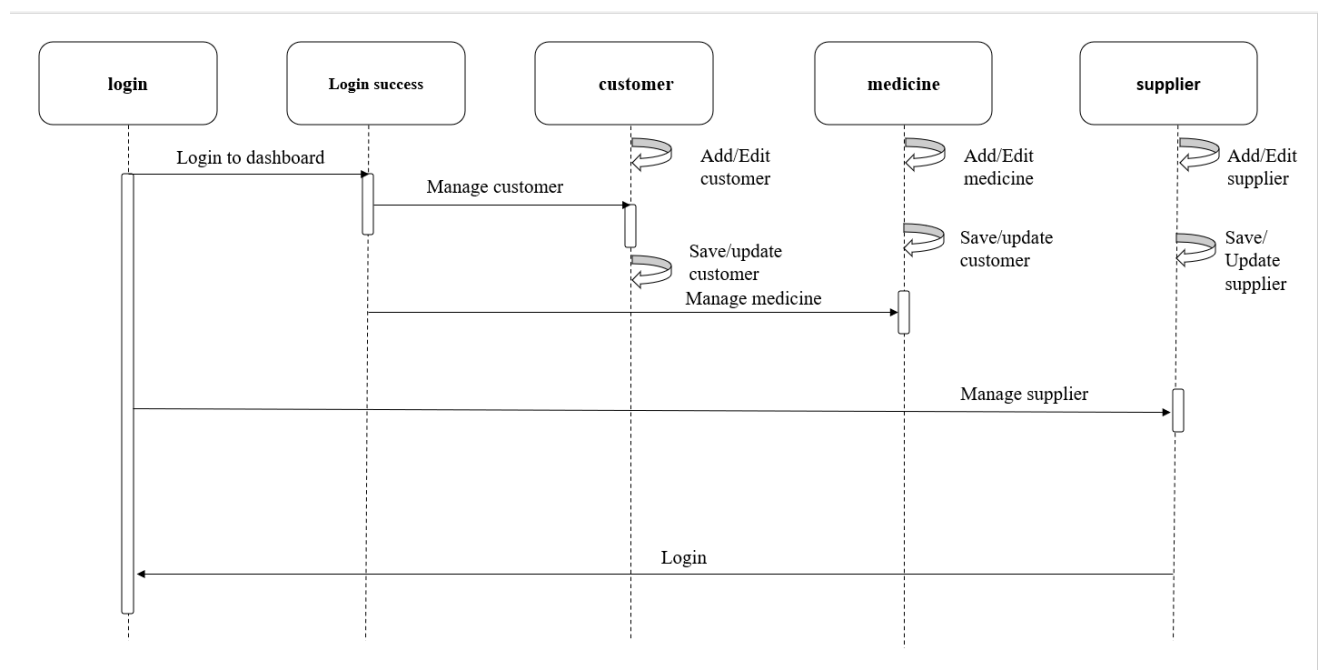 login
Login success
customer
medicine
supplier
Login to dashboard
Add/Edit
customer
Add/Edit
medicine
Add/Edit
supplier
Manage customer
Save/update
customer
Save/update
customer
Save/
Update
supplier
Manage medicine
Manage supplier
Login